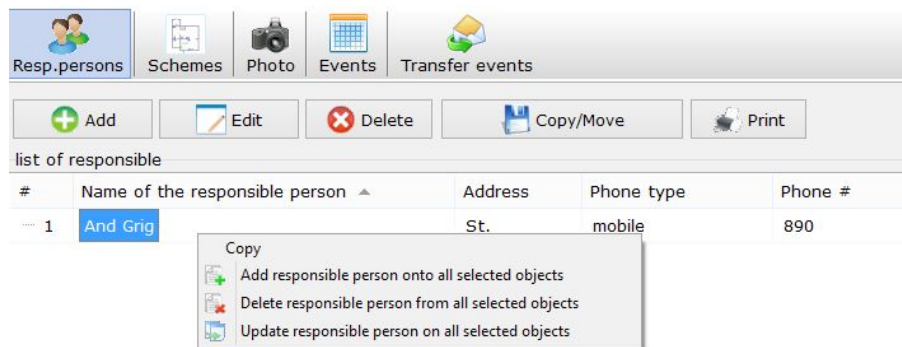 Resp.persons Schemes Photo Events Transfer events
Add Edit Delete Copy/Move Print
list of responsible
# Name of the responsible person Address Phone type Phone #
1 And Grig St. mobile 890
Copy
Add responsible person onto all selected objects
Delete responsible person from all selected objects
Update responsible person on all selected objects